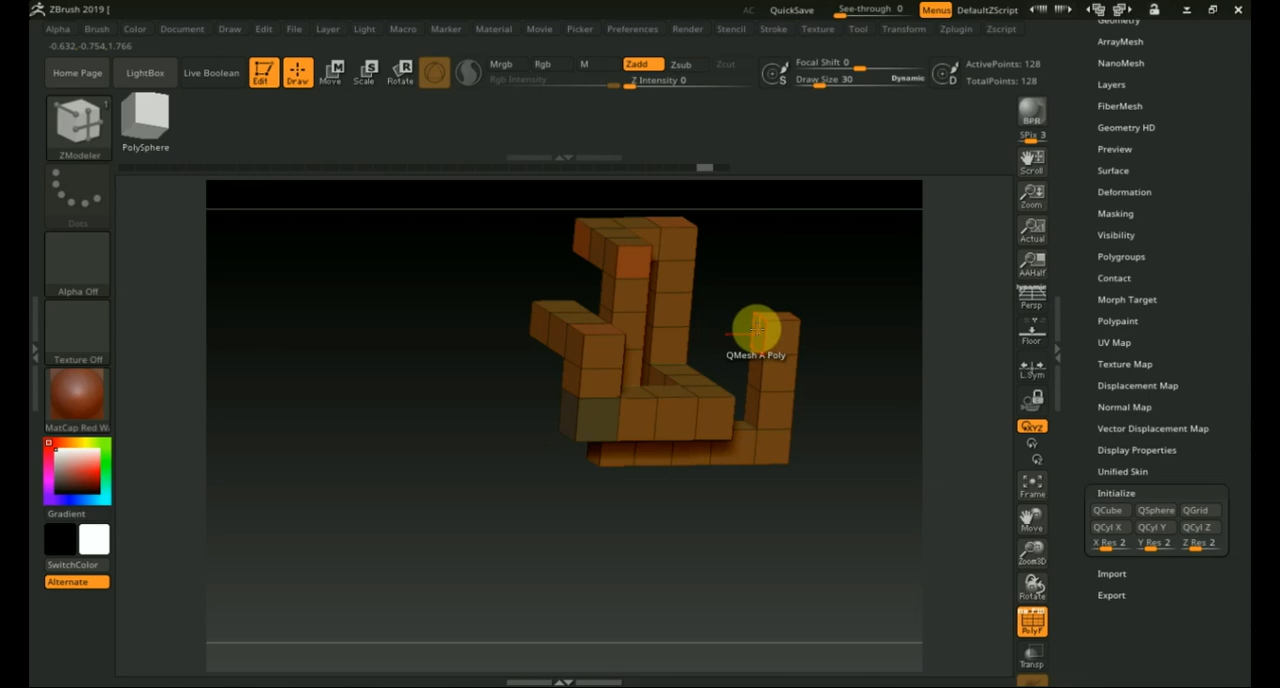 ZBrush 2019 [
AC QuickSave See-through 0 Menus DefaultZScript
Alpha Brush Color Document Draw Edit File Layer Light Macro Marker Material Movie Picker Preferences Render Stencil Stroke Texture Tool Transform Zplugin Zscript
-0.632,-0.754,1.766
Home Page LightBox Live Boolean Edit Draw Move Scale Rotate
Mrgb Rgb M Zadd Zsub Zcut
Rgb Intensity Z Intensity 0
Focal Shift 0
Draw Size 30 Dynamic
S
D
ActivePoints: 128
TotalPoints: 128
1
ZModeler
PolySphere
Dots
Alpha Off
Texture Off
MatCap Red W
Gradient
SwitchColor
Alternate
QMesh A Poly
BPR
SPix 3
Scroll
Zoom
Actual
AAHalf
Dynamic
Persp
Floor
L.Sym
XYZ
Frame
Move
Zoom3D
Rotate
PolyF
Transp
Geometry
ArrayMesh
NanoMesh
Layers
FiberMesh
Geometry HD
Preview
Surface
Deformation
Masking
Visibility
Polygroups
Contact
Morph Target
Polypaint
UV Map
Texture Map
Displacement Map
Normal Map
Vector Displacement Map
Display Properties
Unified Skin
Initialize
QCube QSphere QGrid
QCyl X QCyl Y QCyl Z
X Res 2 Y Res 2 Z Res 2
Import
Export